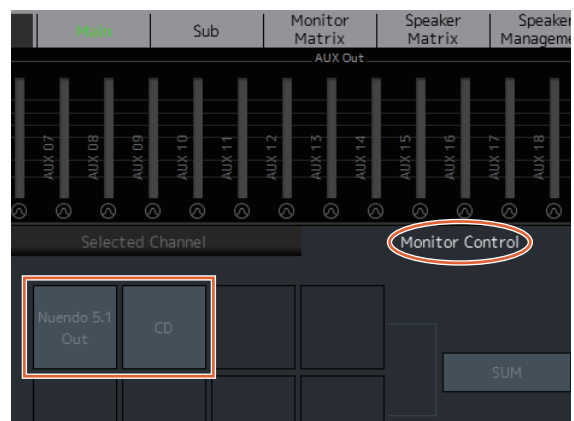 Main
Sub
Monitor
Matrix
Speaker
Matrix
Speaker
Manageme
AUX Out
AUX 07
AUX 08
AUX 09
AUX 10
AUX 11
AUX 12
AUX 13
AUX 14
AUX 15
AUX 16
AUX 17
AUX 18
Selected Channel
Monitor Control
Nuendo 5.1
Out
CD
SUM